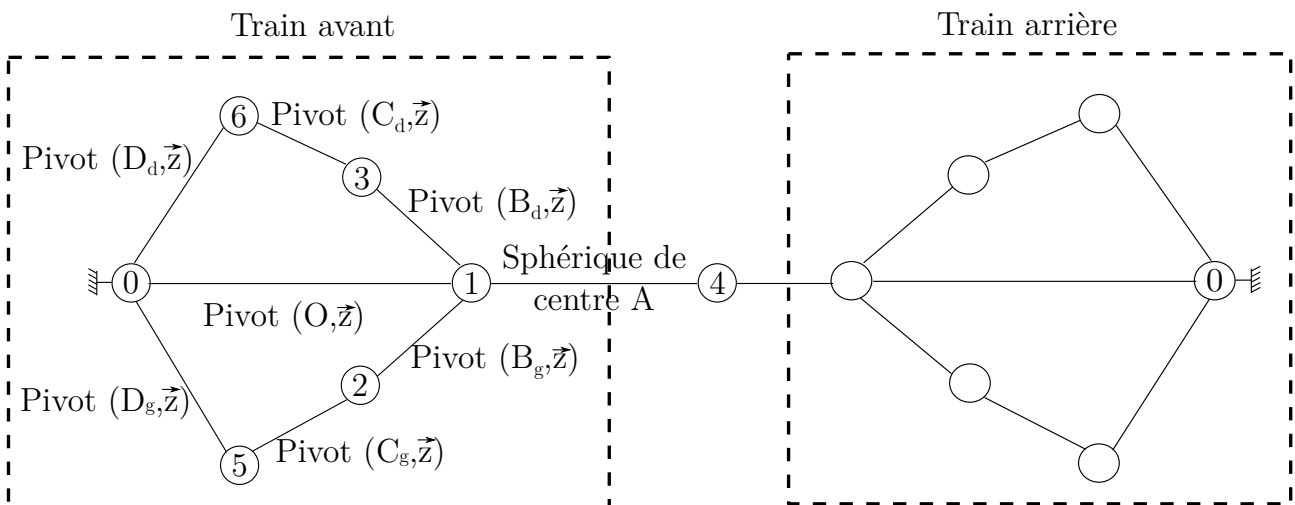 Train avant
Train arrière
6
Pivot (C_d,z⃗)
Pivot (D_d,z⃗)
3
Pivot (B_d,z⃗)
Sphérique de
centre A
0
1
4
0
Pivot (O,z⃗)
Pivot (B_g,z⃗)
2
Pivot (D_g,z⃗)
Pivot (C_g,z⃗)
5